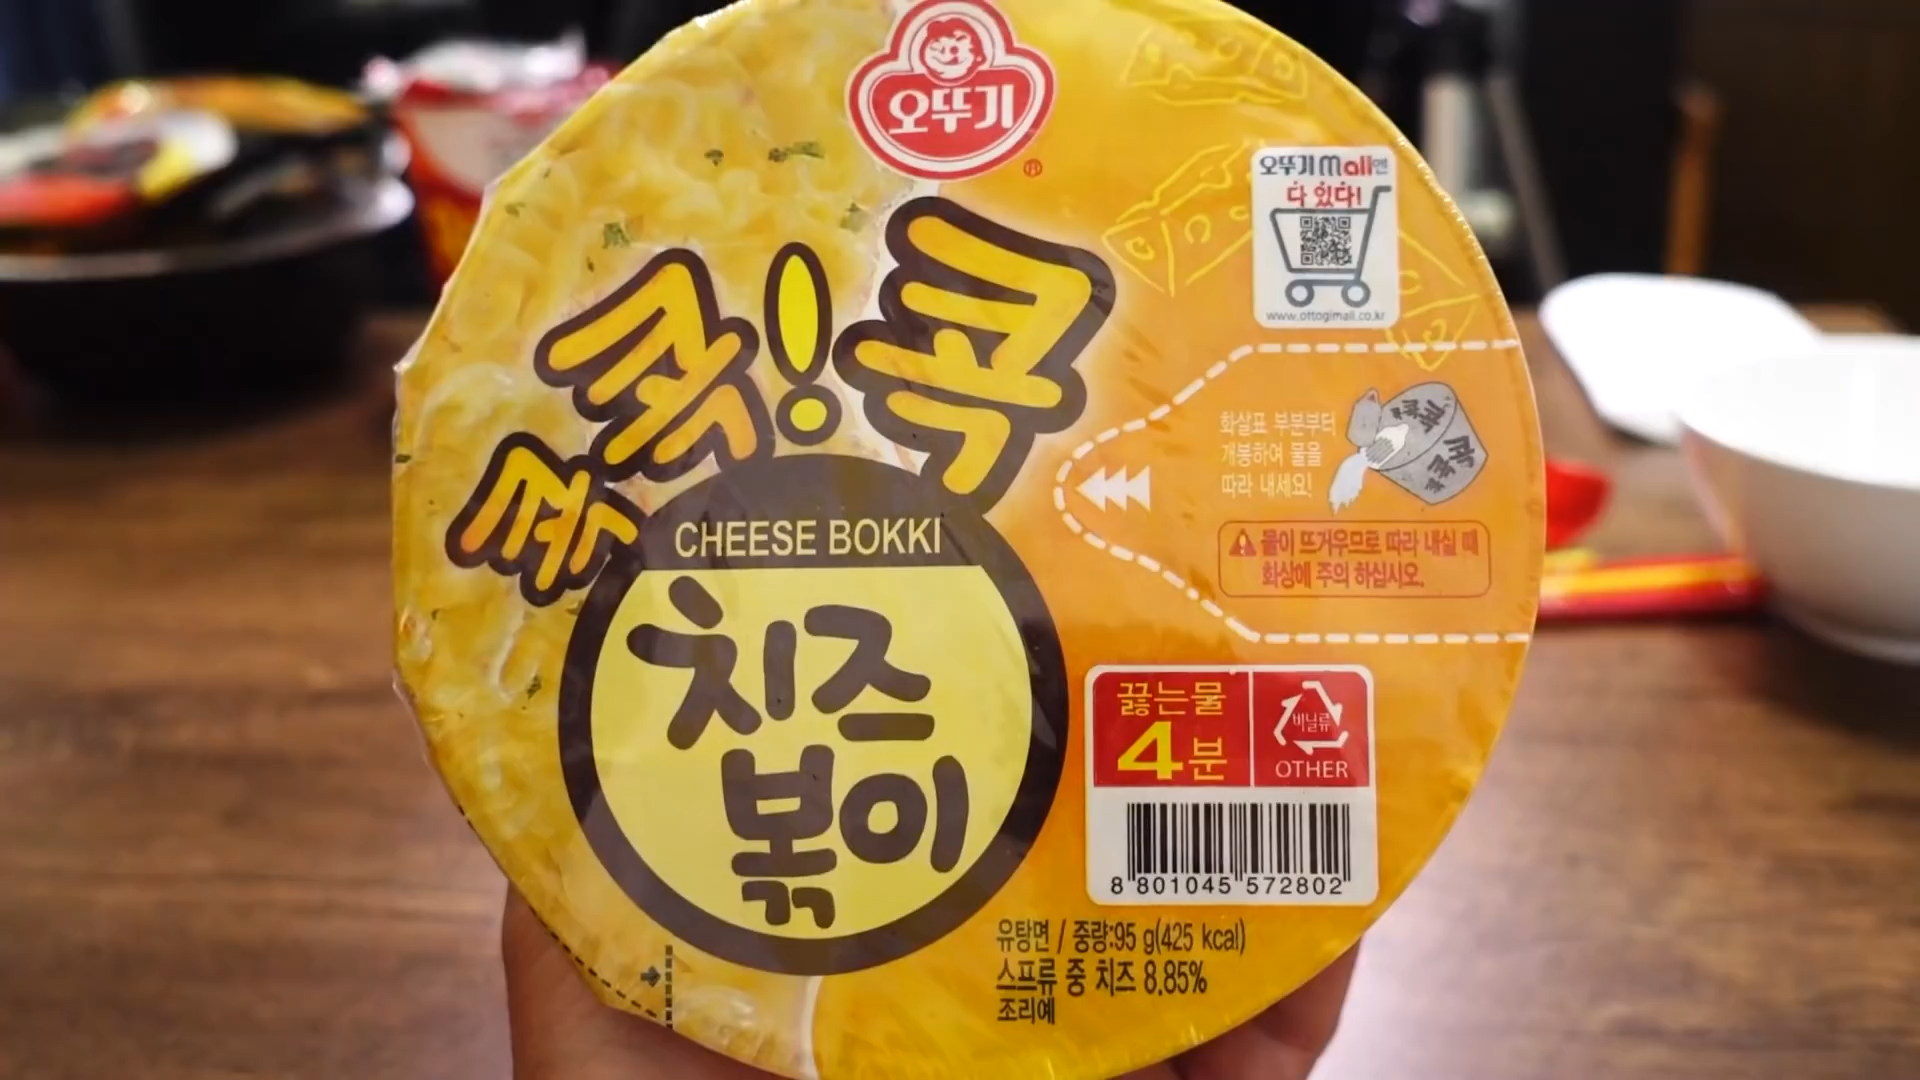 오뚜기
®
오뚜기mall엔
다 있다!
www.ottogimall.co.kr
콕콕!콕
CHEESE BOKKI
치즈
볶이
화살표 부분부터
개봉하여 물을
따라 내세요!
물이 뜨거우므로 따라 내실 때
화상에 주의 하십시오.
끓는물
4분
비닐류
OTHER
8 801045 572802
유탕면 / 중량:95 g(425 kcal)
스프류 중 치즈 8.85%
조리예